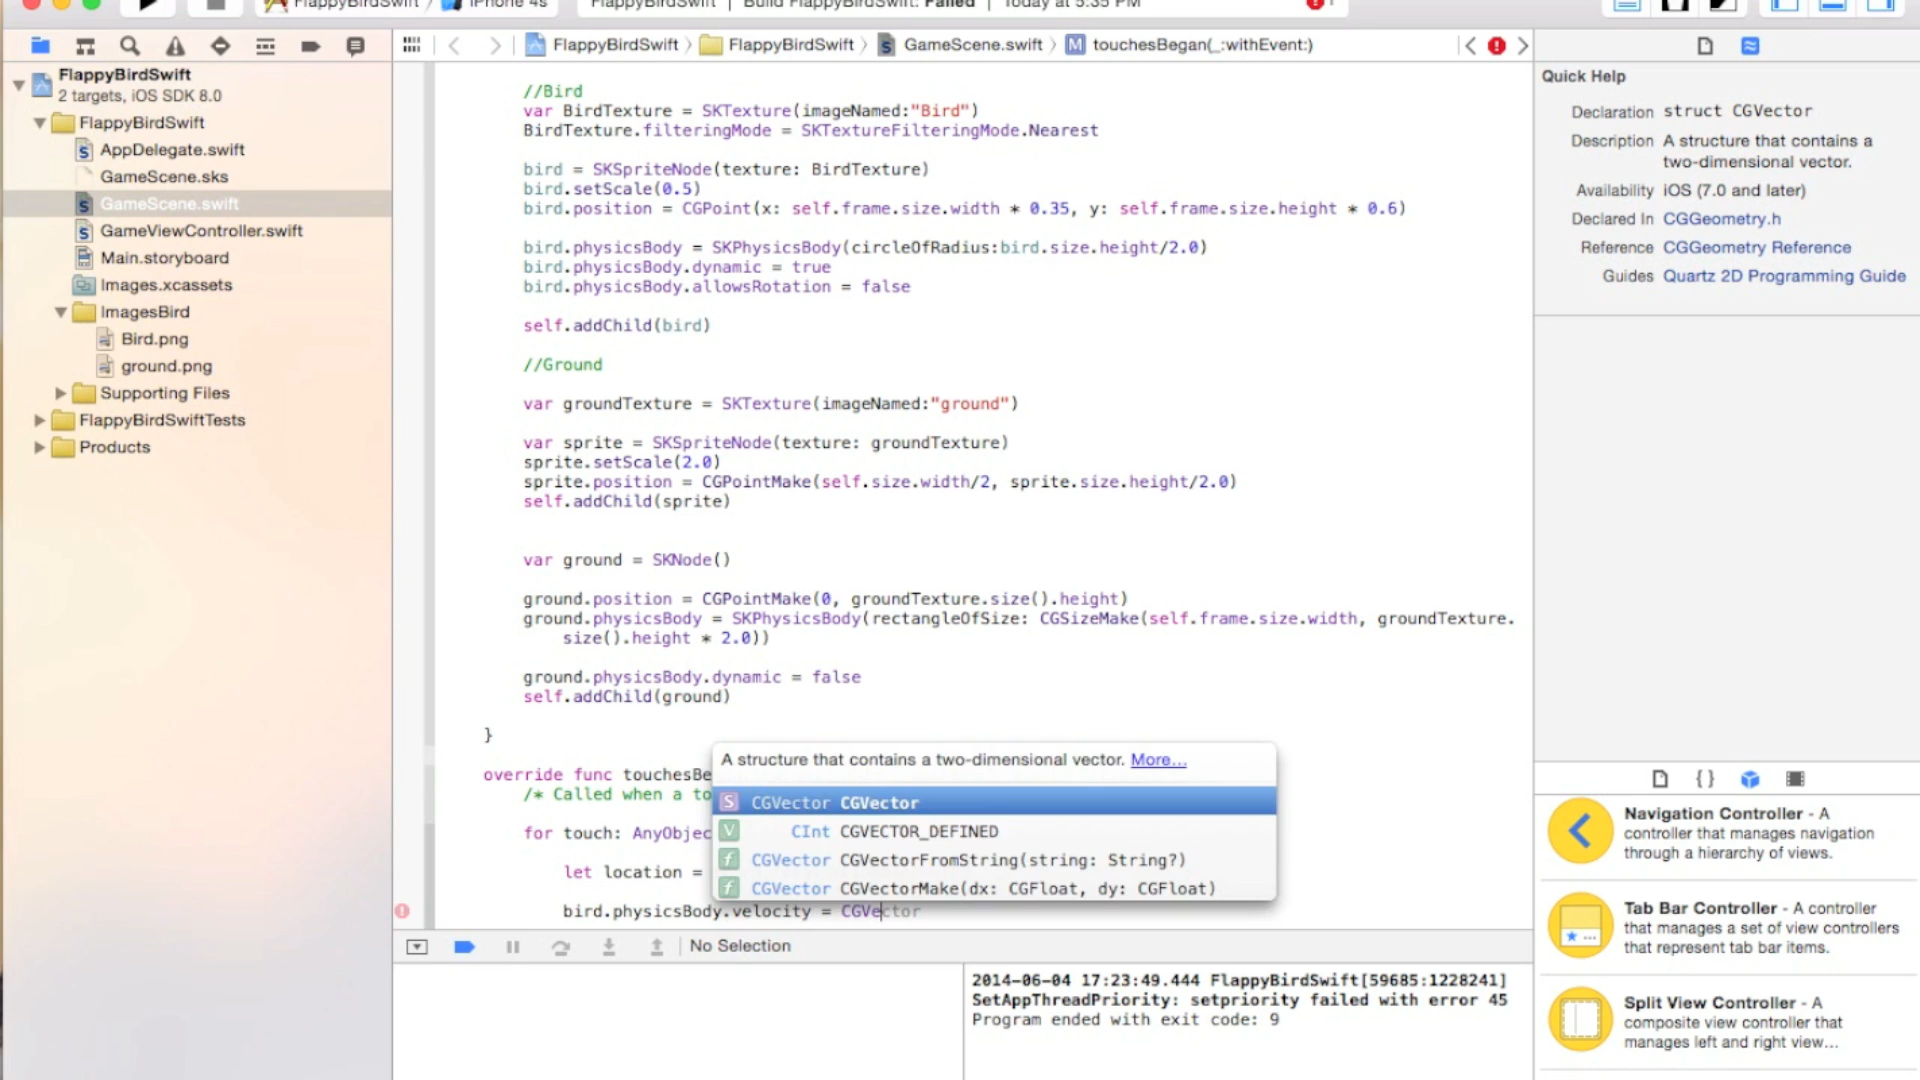 FlappyBirdSwift
iPhone 4s
FlappyBirdSwift | Build FlappyBirdSwift: Failed | Today at 5:35 PM
FlappyBirdSwift
2 targets, iOS SDK 8.0
FlappyBirdSwift
AppDelegate.swift
GameScene.sks
GameScene.swift
GameViewController.swift
Main.storyboard
Images.xcassets
ImagesBird
Bird.png
ground.png
Supporting Files
FlappyBirdSwiftTests
Products
FlappyBirdSwift
FlappyBirdSwift
GameScene.swift
M touchesBegan(_:withEvent:)
//Bird
var BirdTexture = SKTexture(imageNamed:"Bird")
BirdTexture.filteringMode = SKTextureFilteringMode.Nearest
bird = SKSpriteNode(texture: BirdTexture)
bird.setScale(0.5)
bird.position = CGPoint(x: self.frame.size.width * 0.35, y: self.frame.size.height * 0.6)
bird.physicsBody = SKPhysicsBody(circleOfRadius:bird.size.height/2.0)
bird.physicsBody.dynamic = true
bird.physicsBody.allowsRotation = false
self.addChild(bird)
//Ground
var groundTexture = SKTexture(imageNamed:"ground")
var sprite = SKSpriteNode(texture: groundTexture)
sprite.setScale(2.0)
sprite.position = CGPointMake(self.size.width/2, sprite.size.height/2.0)
self.addChild(sprite)
var ground = SKNode()
ground.position = CGPointMake(0, groundTexture.size().height)
ground.physicsBody = SKPhysicsBody(rectangleOfSize: CGSizeMake(self.frame.size.width, groundTexture.
size().height * 2.0))
ground.physicsBody.dynamic = false
self.addChild(ground)
}
override func touchesBe
/* Called when a to
for touch: AnyObjec
let location =
bird.physicsBody.velocity = CGVector
A structure that contains a two-dimensional vector. More...
S CGVector CGVector
V CInt CGVECTOR_DEFINED
f CGVector CGVectorFromString(string: String?)
f CGVector CGVectorMake(dx: CGFloat, dy: CGFloat)
No Selection
2014-06-04 17:23:49.444 FlappyBirdSwift[59685:1228241]
SetAppThreadPriority: setpriority failed with error 45
Program ended with exit code: 9
Quick Help
Declaration struct CGVector
Description A structure that contains a
two-dimensional vector.
Availability iOS (7.0 and later)
Declared In CGGeometry.h
Reference CGGeometry Reference
Guides Quartz 2D Programming Guide
{ }
Navigation Controller - A
controller that manages navigation
through a hierarchy of views.
Tab Bar Controller - A controller
that manages a set of view controllers
that represent tab bar items.
Split View Controller - A
composite view controller that
manages left and right view...